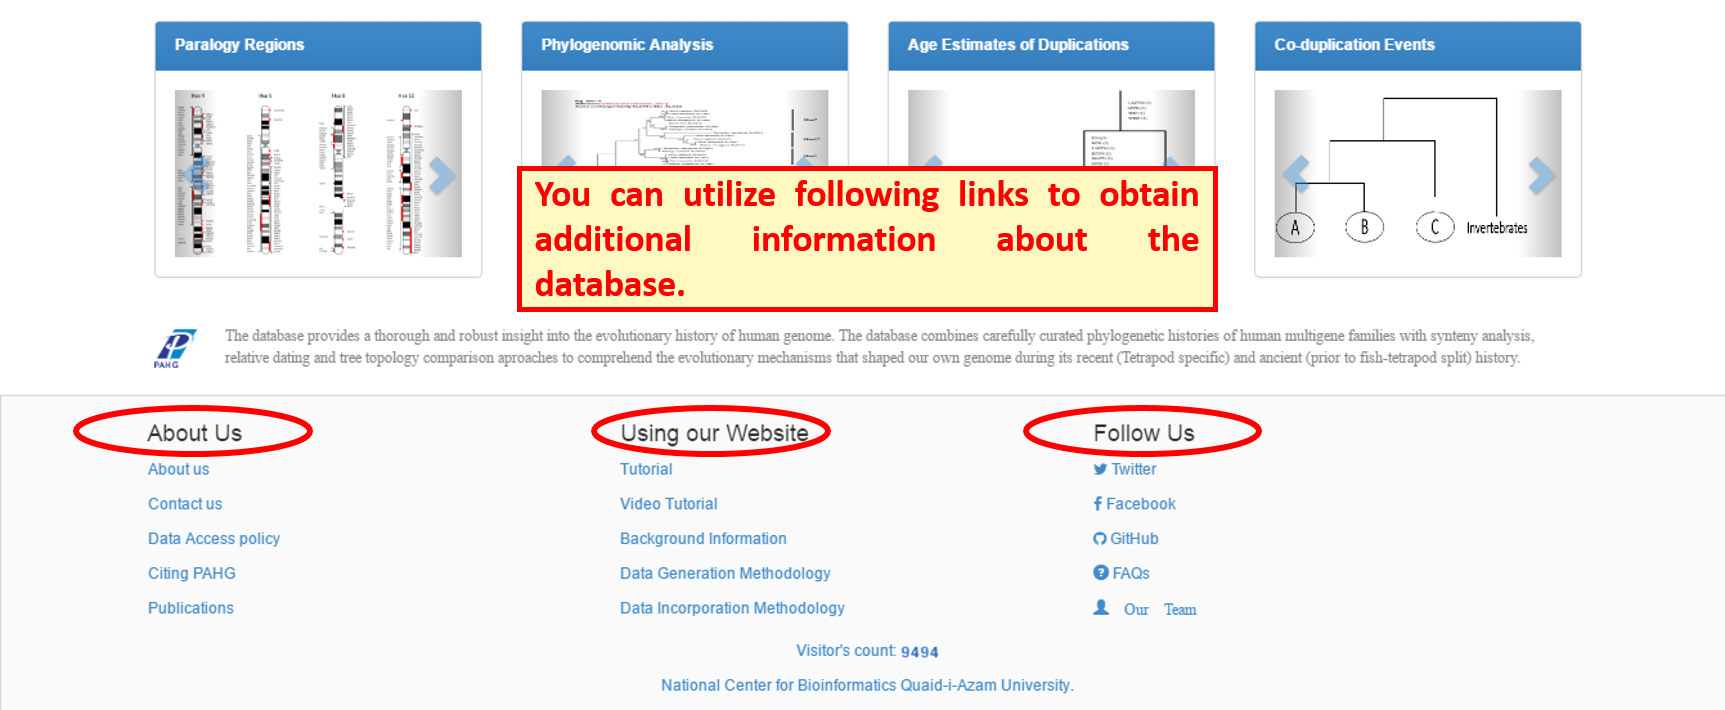 Paralogy Regions
Phylogenomic Analysis
Age Estimates of Duplications
Co-duplication Events
A
B
C
Invertebrates
You can utilize following links to obtain
additional information about the
database.
PAHG
The database provides a thorough and robust insight into the evolutionary history of human genome. The database combines carefully curated phylogenetic histories of human multigene families with synteny analysis,
relative dating and tree topology comparison aproaches to comprehend the evolutionary mechanisms that shaped our own genome during its recent (Tetrapod specific) and ancient (prior to fish-tetrapod split) history.
About Us
About us
Contact us
Data Access policy
Citing PAHG
Publications
Using our Website
Tutorial
Video Tutorial
Background Information
Data Generation Methodology
Data Incorporation Methodology
Follow Us
Twitter
Facebook
GitHub
FAQs
Our Team
Visitor's count: 9494
National Center for Bioinformatics Quaid-i-Azam University.